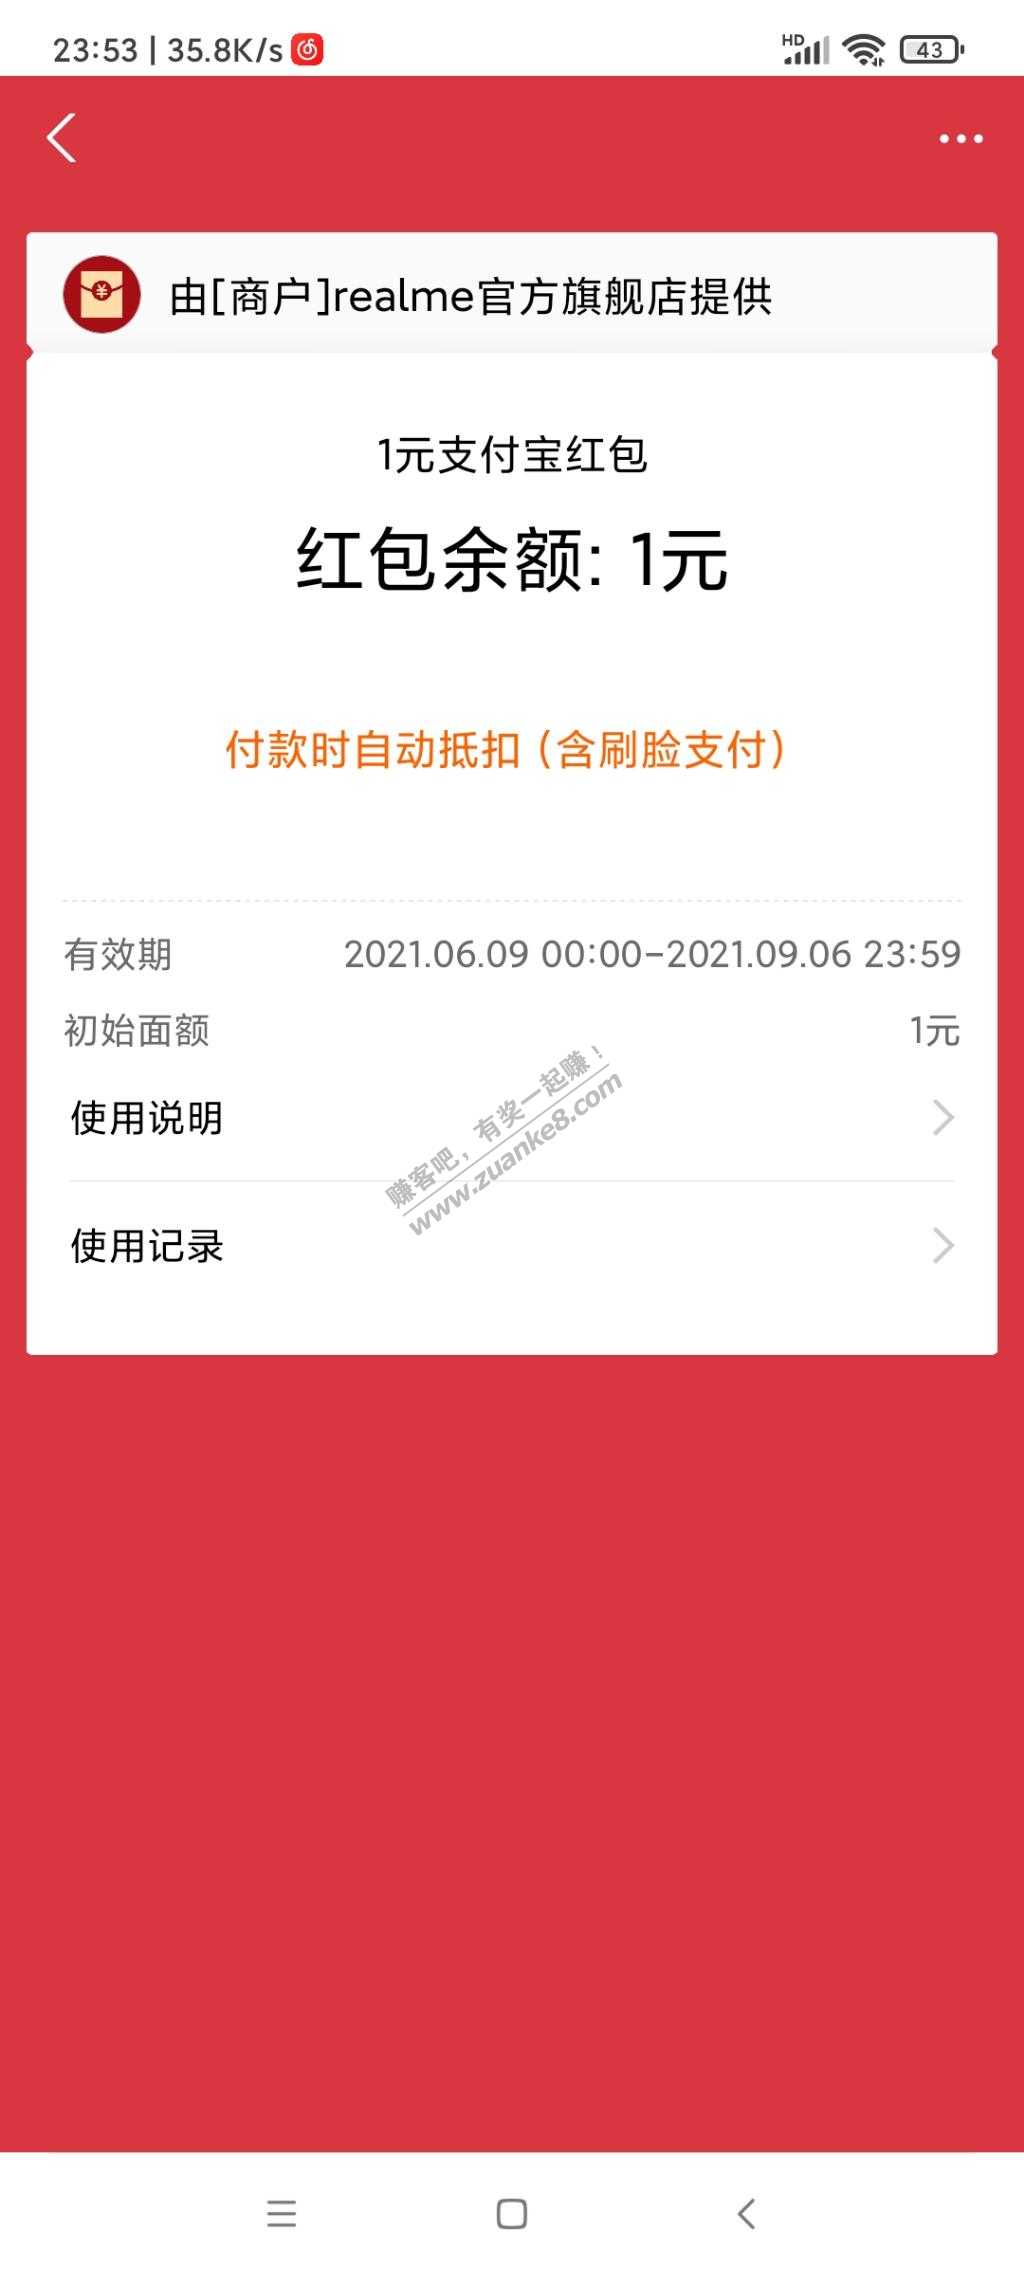 23:53 | 35.8K/s
HD
43
由[商户]realme官方旗舰店提供
1元支付宝红包
红包余额: 1元
付款时自动抵扣 (含刷脸支付)
有效期 2021.06.09 00:00-2021.09.06 23:59
初始面额 1元
使用说明
赚客吧，有奖一起赚！
www.zuanke8.com
使用记录